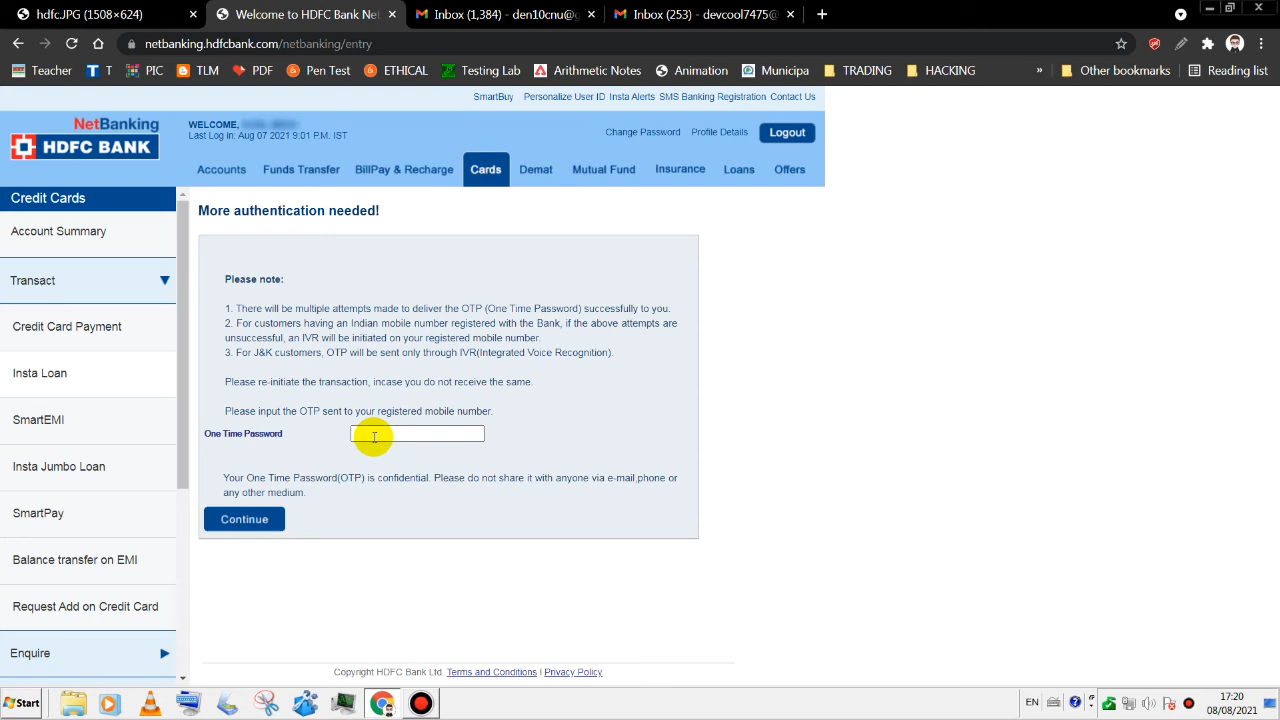 hdfc.JPG (1508×624)
Welcome to HDFC Bank Net
Inbox (1,384) - den10cnu@g
Inbox (253) - devcool7475@
netbanking.hdfcbank.com/netbanking/entry
Teacher
T
PIC
TLM
PDF
Pen Test
ETHICAL
Testing Lab
Arithmetic Notes
Animation
Municipa
TRADING
HACKING
»
Other bookmarks
Reading list
SmartBuy Personalize User ID Insta Alerts SMS Banking Registration Contact Us
NetBanking
HDFC BANK
WELCOME,
Last Log in: Aug 07 2021 9:01 P.M. IST
Change Password Profile Details Logout
Accounts Funds Transfer BillPay & Recharge Cards Demat Mutual Fund Insurance Loans Offers
Credit Cards
Account Summary
Transact
Credit Card Payment
Insta Loan
SmartEMI
Insta Jumbo Loan
SmartPay
Balance transfer on EMI
Request Add on Credit Card
Enquire
More authentication needed!
Please note:
1. There will be multiple attempts made to deliver the OTP (One Time Password) successfully to you.
2. For customers having an Indian mobile number registered with the Bank, if the above attempts are
unsuccessful, an IVR will be initiated on your registered mobile number.
3. For J&K customers, OTP will be sent only through IVR(Integrated Voice Recognition).
Please re-initiate the transaction, incase you do not receive the same.
Please input the OTP sent to your registered mobile number.
One Time Password
Your One Time Password(OTP) is confidential. Please do not share it with anyone via e-mail,phone or
any other medium.
Continue
Copyright HDFC Bank Ltd. Terms and Conditions | Privacy Policy
Start
EN
17:20
08/08/2021